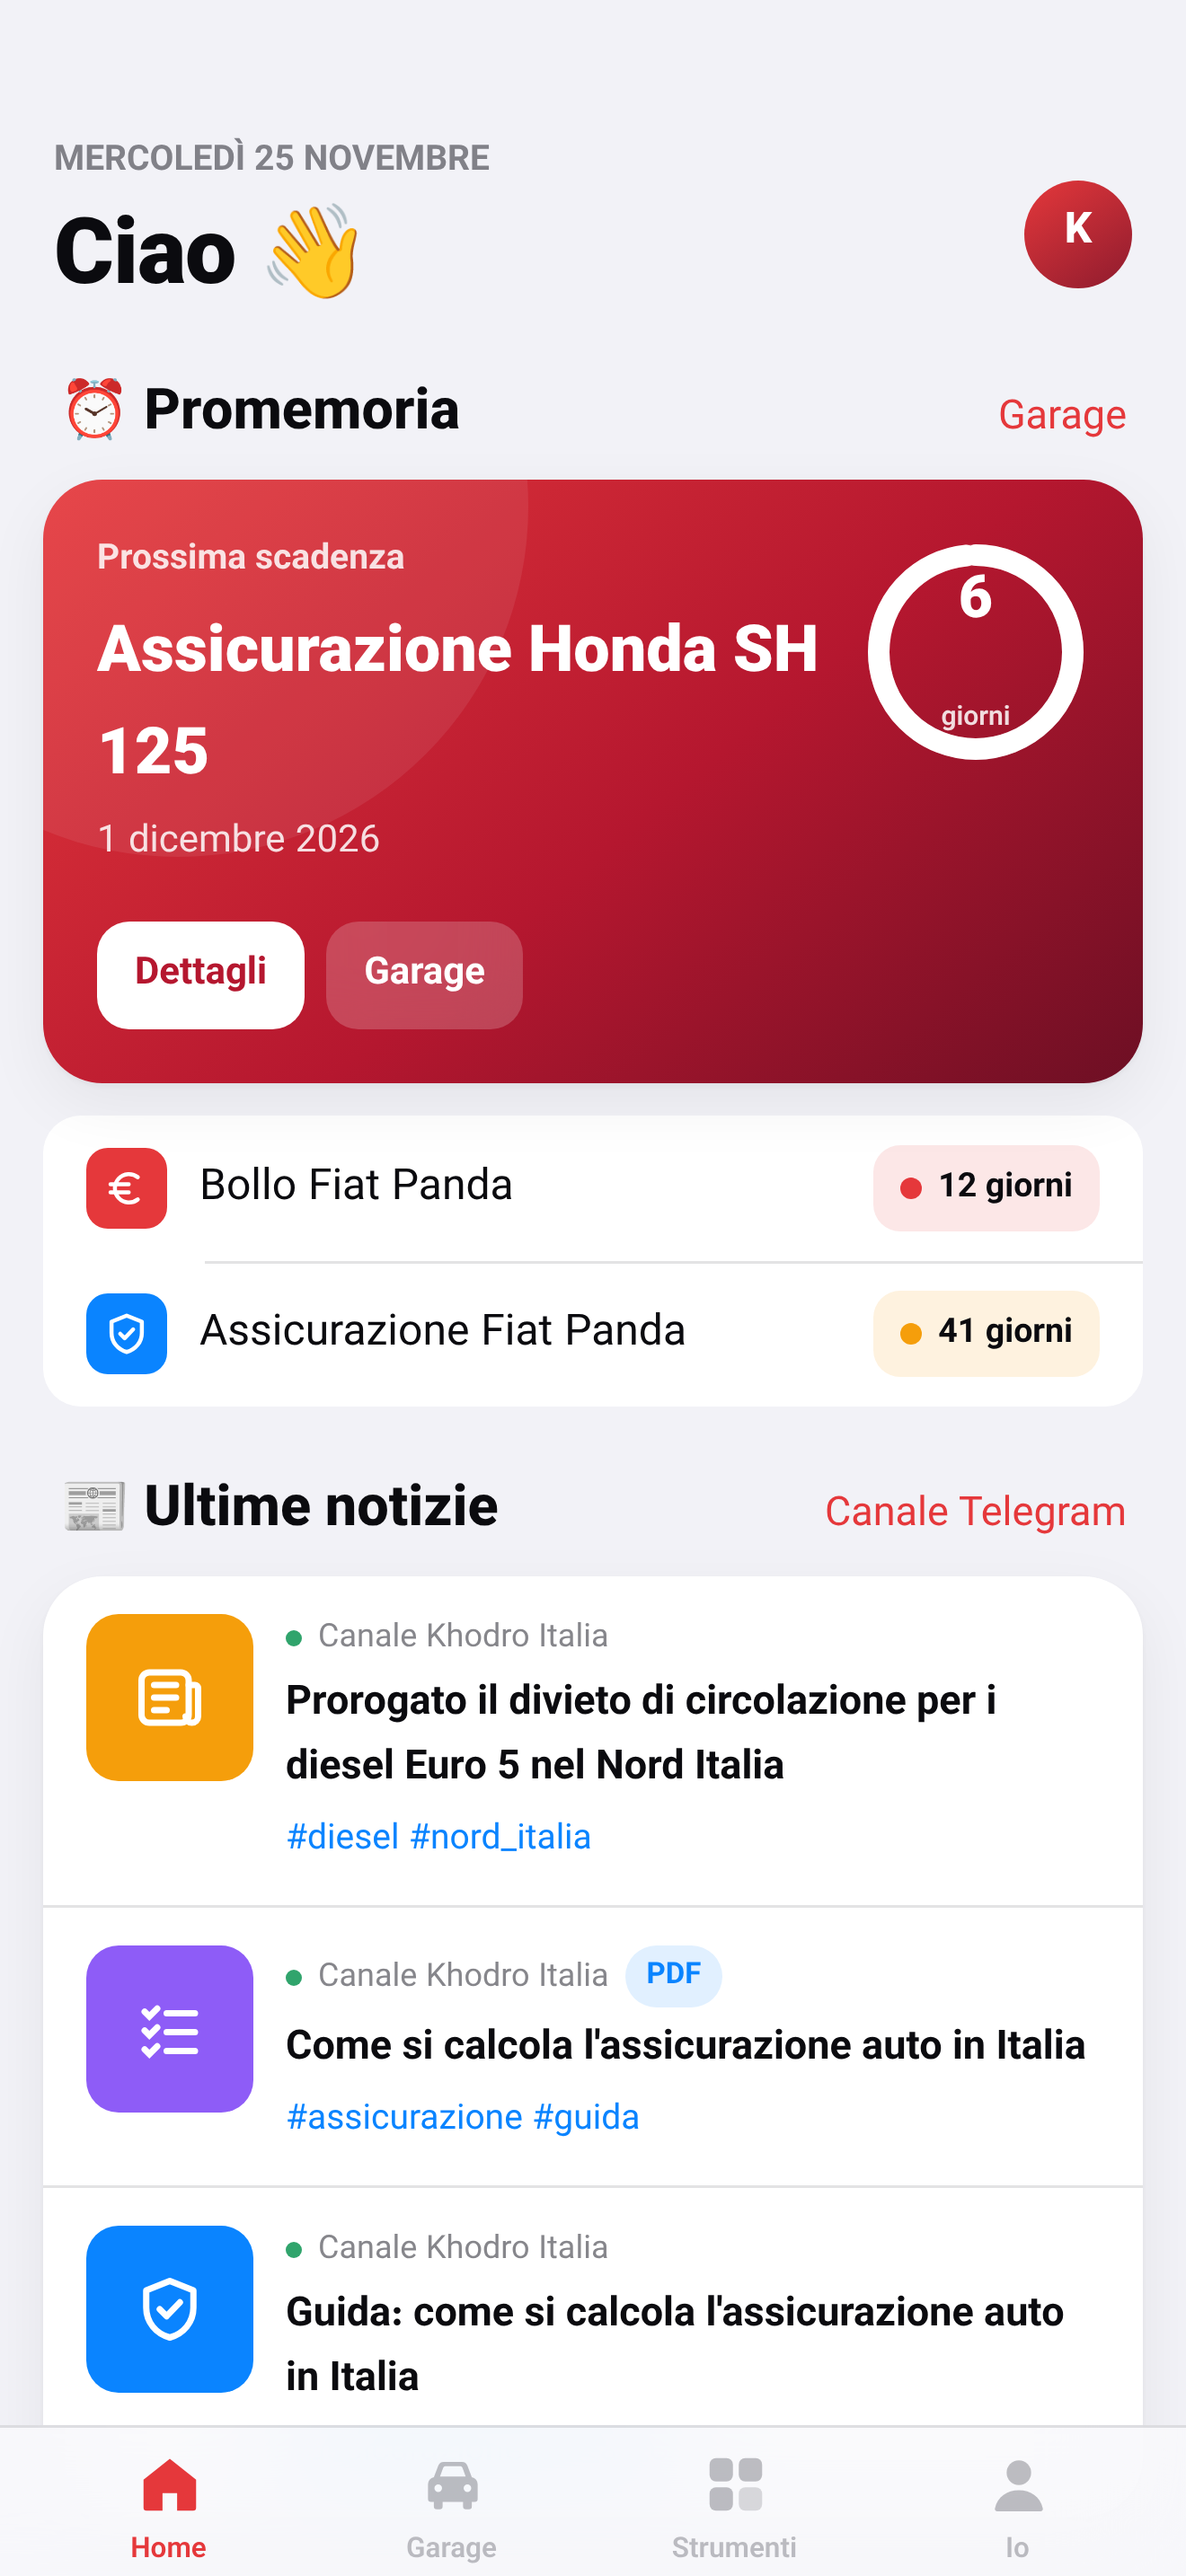 MERCOLEDÌ 25 NOVEMBRE
Ciao 👋
K
⏰ Promemoria
Garage
Prossima scadenza
Assicurazione Honda SH
125
1 dicembre 2026
6
giorni
Dettagli
Garage
Bollo Fiat Panda
12 giorni
Assicurazione Fiat Panda
41 giorni
📰 Ultime notizie
Canale Telegram
Canale Khodro Italia
Prorogato il divieto di circolazione per i
diesel Euro 5 nel Nord Italia
#diesel #nord_italia
Canale Khodro Italia PDF
Come si calcola l'assicurazione auto in Italia
#assicurazione #guida
Canale Khodro Italia
Guida: come si calcola l'assicurazione auto
in Italia
Home
Garage
Strumenti
Io